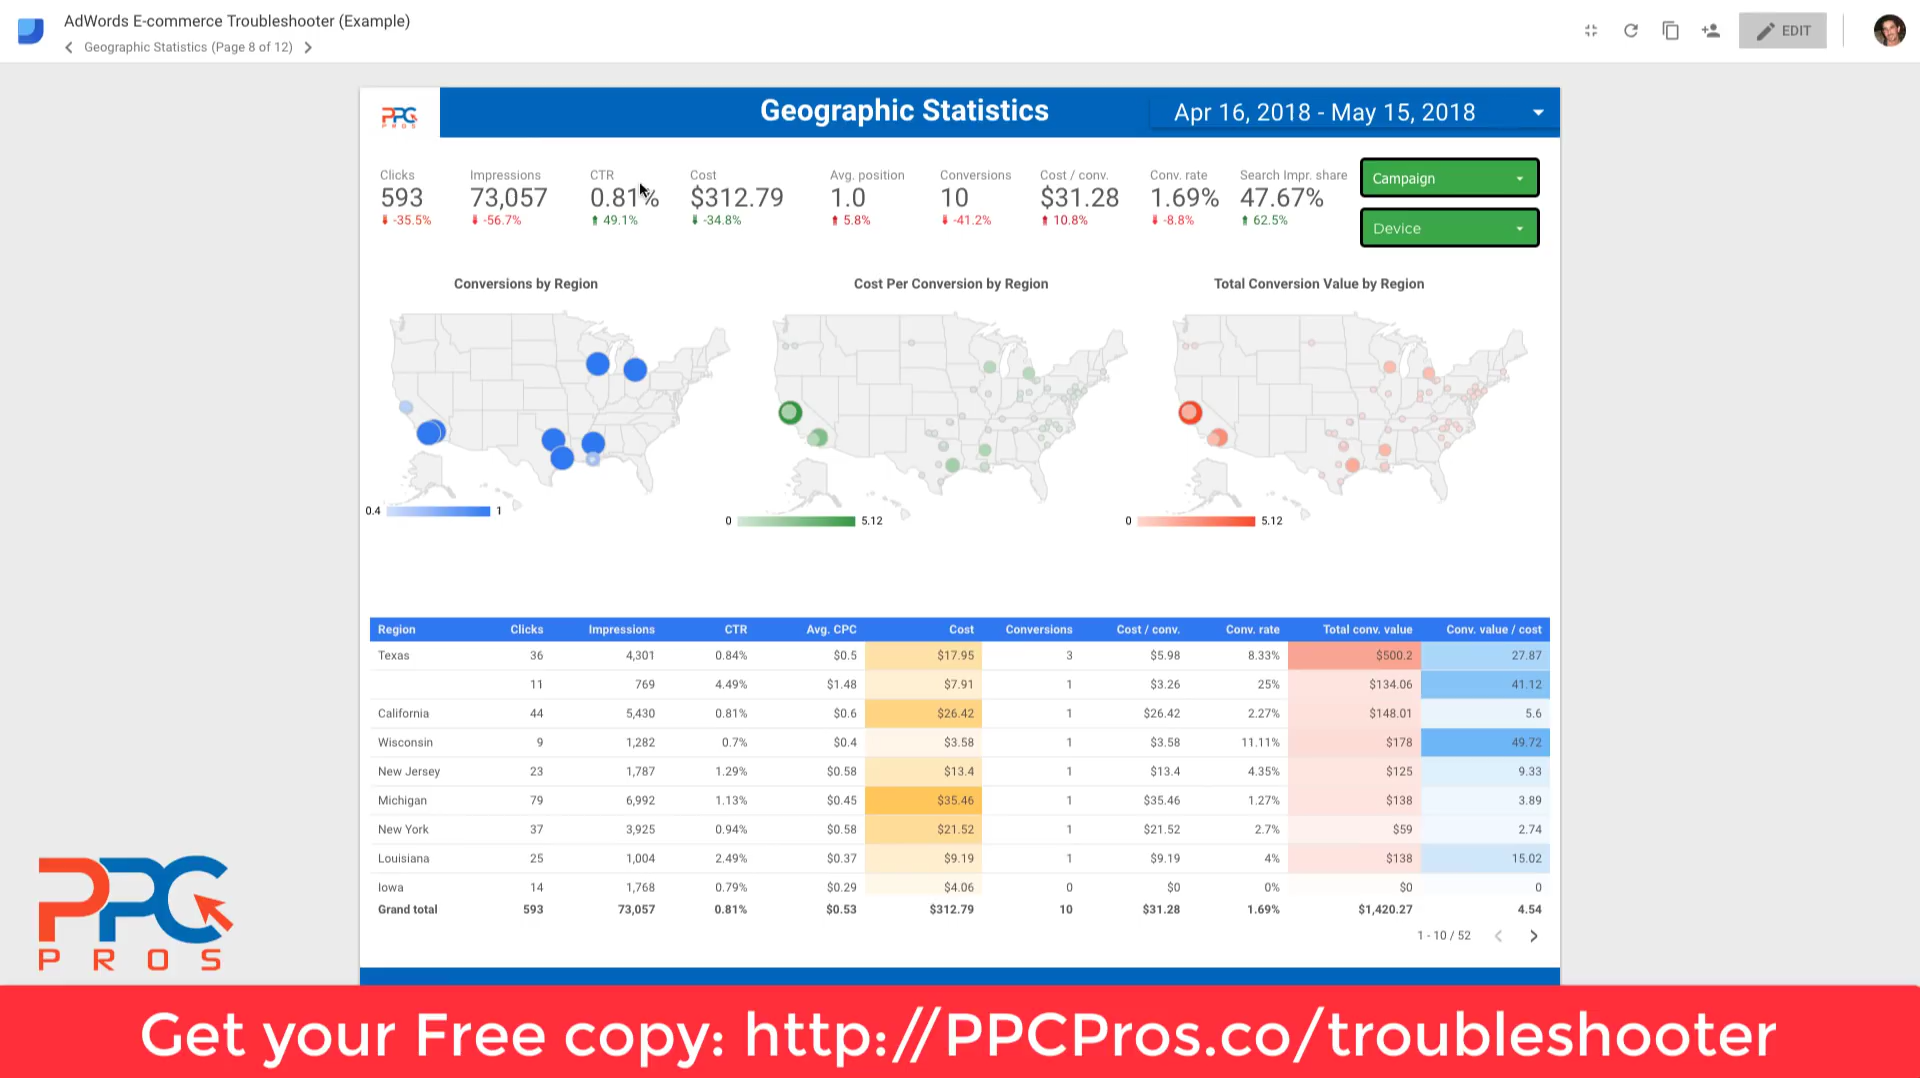 AdWords E-commerce Troubleshooter (Example)
Geographic Statistics (Page 8 of 12)
EDIT
PPC
PROS
Geographic Statistics
Apr 16, 2018 - May 15, 2018
Clicks Impressions CTR Cost Avg. position Conversions Cost / conv. Conv. rate Search Impr. share
593 73,057 0.81% $312.79 1.0 10 $31.28 1.69% 47.67%
-35.5% -56.7% 49.1% -34.8% 5.8% -41.2% 10.8% -8.8% 62.5%
Campaign
Device
Conversions by Region Cost Per Conversion by Region Total Conversion Value by Region
0.4 1
0 5.12 0 5.12
Region Clicks Impressions CTR Avg. CPC Cost Conversions Cost / conv. Conv. rate Total conv. value Conv. value / cost
Texas 36 4,301 0.84% $0.5 $17.95 3 $5.98 8.33% $500.2 27.87
11 769 4.49% $1.48 $7.91 1 $3.26 25% $134.06 41.12
California 44 5,430 0.81% $0.6 $26.42 1 $26.42 2.27% $148.01 5.6
Wisconsin 9 1,282 0.7% $0.4 $3.58 1 $3.58 11.11% $178 49.72
New Jersey 23 1,787 1.29% $0.58 $13.4 1 $13.4 4.35% $125 9.33
Michigan 79 6,992 1.13% $0.45 $35.46 1 $35.46 1.27% $138 3.89
New York 37 3,925 0.94% $0.58 $21.52 1 $21.52 2.7% $59 2.74
Louisiana 25 1,004 2.49% $0.37 $9.19 1 $9.19 4% $138 15.02
Iowa 14 1,768 0.79% $0.29 $4.06 0 $0 0% $0 0
Grand total 593 73,057 0.81% $0.53 $312.79 10 $31.28 1.69% $1,420.27 4.54
1 - 10 / 52
PPC
PROS
Get your Free copy: http://PPCPros.co/troubleshooter